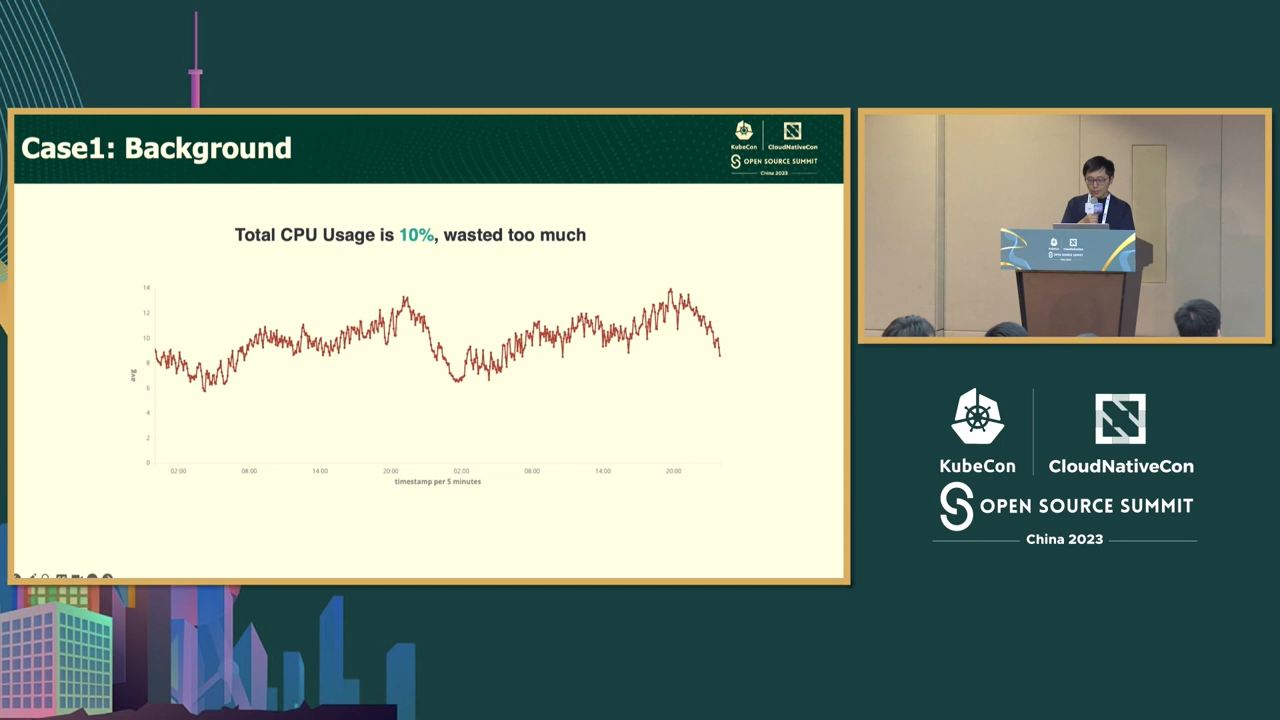 Case1: Background
KubeCon
CloudNativeCon
OPEN SOURCE SUMMIT
China 2023
Total CPU Usage is 10%, wasted too much
14
12
10
8
6
4
2
0
avg
02:00
08:00
14:00
20:00
02:00
08:00
14:00
20:00
timestamp per 5 minutes
KubeCon
CloudNativeCon
OPEN SOURCE SUMMIT
China 2023